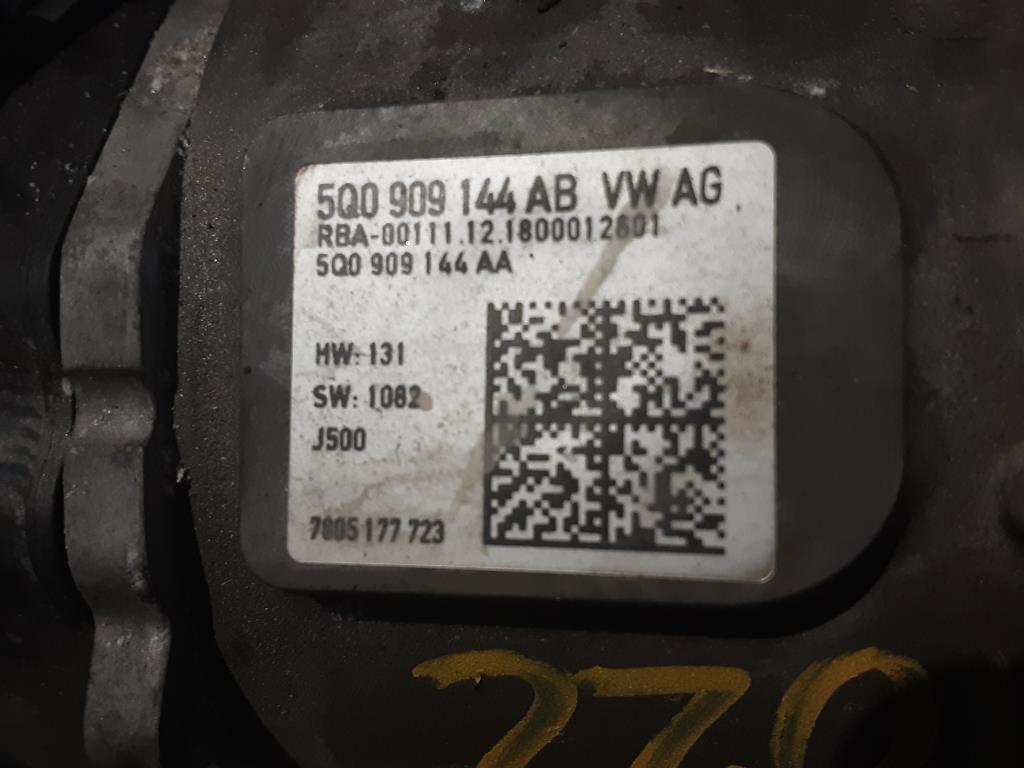 5Q0 909 144 AB VW AG
RBA-00111.12.1800012601
5Q0 909 144 AA
HW: 131
SW: 1082
J500
7805 177 723
270